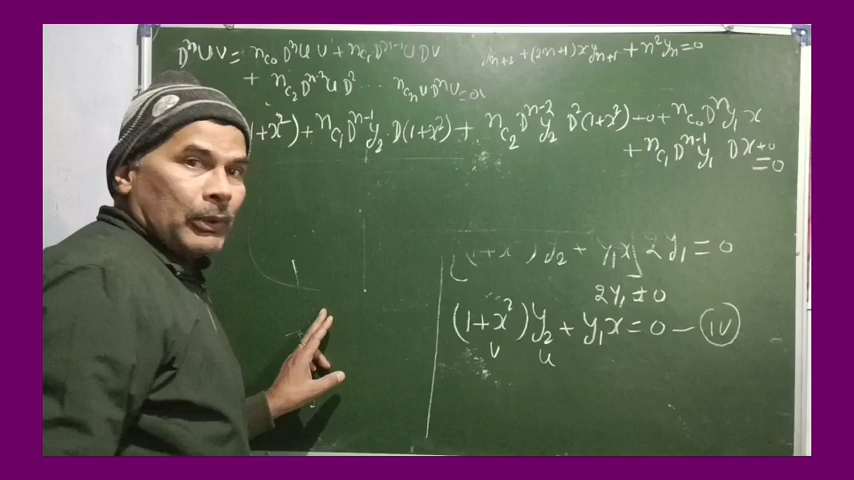 DⁿUV = nc₀ DⁿU V + nc₁ Dⁿ⁻¹U DV
yn+2 + (2n+1)xyn+1 + n²yn = 0
+ nc₂ Dⁿ⁻²U D² ... ncn U DⁿV = 0
1+x²) + nc₁ Dⁿ⁻¹y₂ · D(1+x²) + nc₂ Dⁿ⁻²y₂ D²(1+x²) + 0 + nc₀ Dⁿy₁ x
+ nc₁ Dⁿ⁻¹y₁ Dx + 0
= 0
[(1+x²) y₂ + y₁x] 2y₁ = 0
2y₁ ≠ 0
(1+x²)y₂ + y₁x = 0 – (IV)
V U